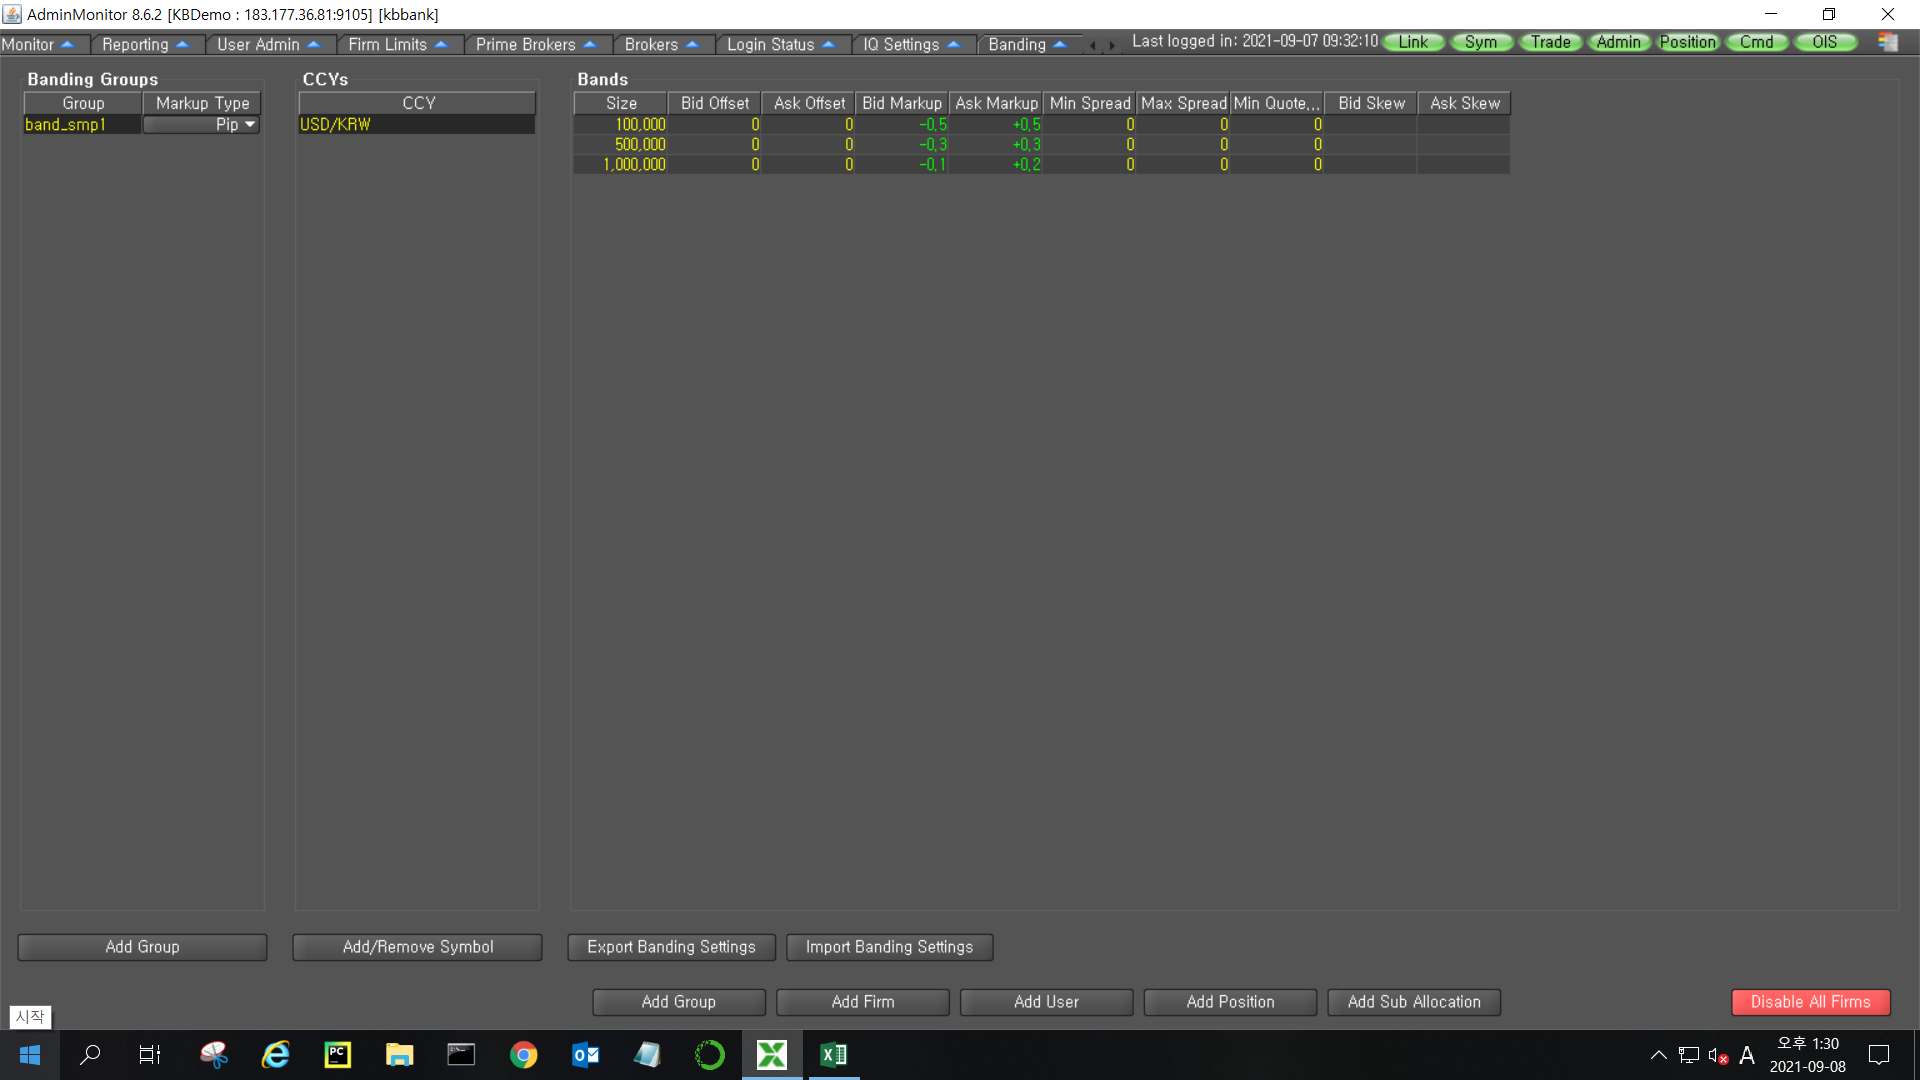 AdminMonitor 8.6.2 [KBDemo : 183.177.36.81:9105] [kbbank]
Monitor Reporting User Admin Firm Limits Prime Brokers Brokers Login Status IQ Settings Banding Last logged in: 2021-09-07 09:32:10 Link Sym Trade Admin Position Cmd OIS
Banding Groups CCYs Bands
Group Markup Type CCY Size Bid Offset Ask Offset Bid Markup Ask Markup Min Spread Max Spread Min Quote... Bid Skew Ask Skew
band_smp1 Pip USD/KRW 100,000 0 0 -0.5 +0.5 0 0 0
500,000 0 0 -0.3 +0.3 0 0 0
1,000,000 0 0 -0.1 +0.2 0 0 0
Add Group Add/Remove Symbol Export Banding Settings Import Banding Settings
Add Group Add Firm Add User Add Position Add Sub Allocation Disable All Firms
시작
PC A 오후 1:30
2021-09-08